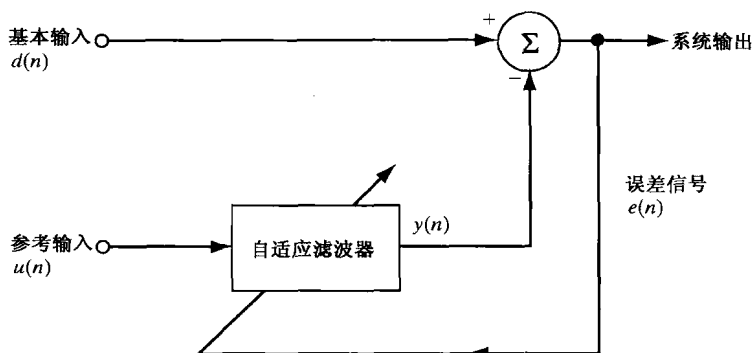 基本输入
d(n)
+
Σ
−
系统输出
误差信号
e(n)
参考输入
u(n)
自适应滤波器
y(n)